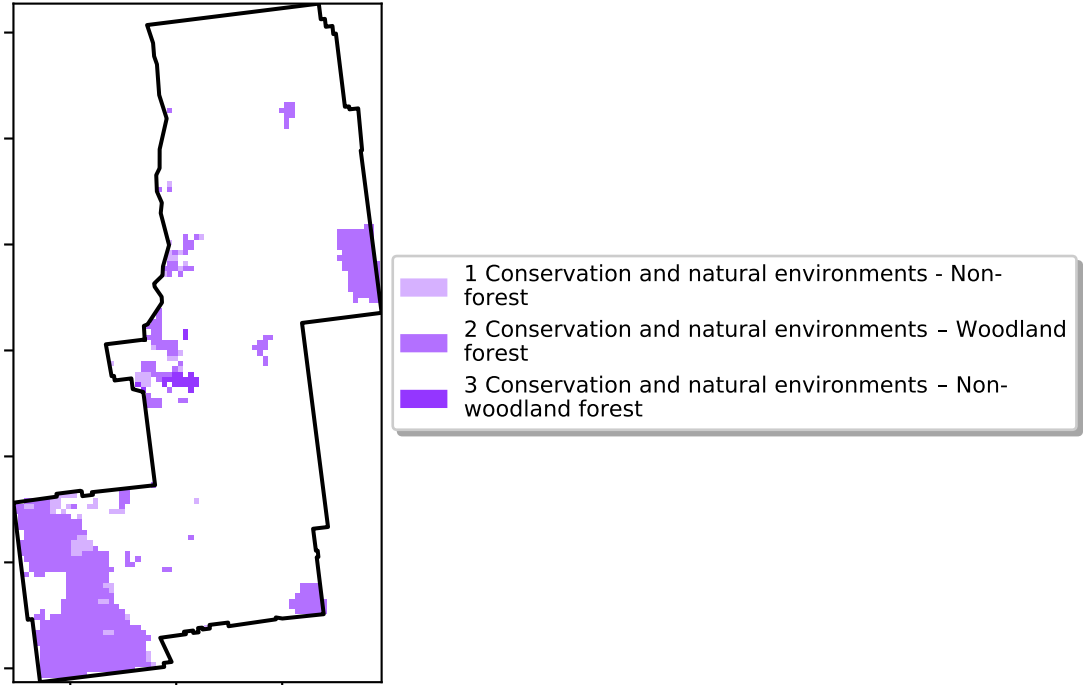 1 Conservation and natural environments - Non-
forest
2 Conservation and natural environments – Woodland
forest
3 Conservation and natural environments – Non-
woodland forest